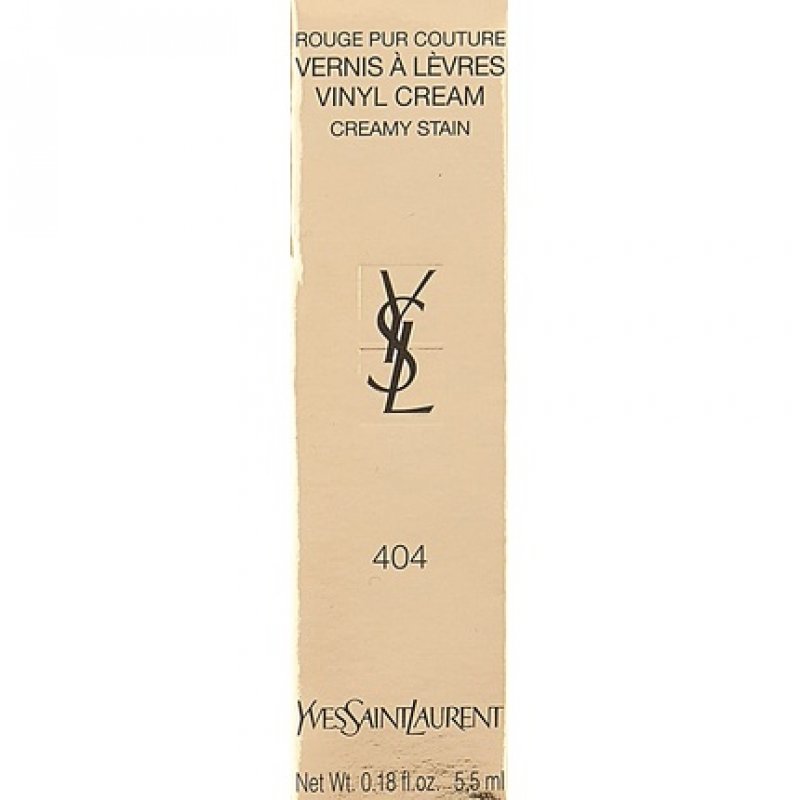 ROUGE PUR COUTURE
VERNIS À LÈVRES
VINYL CREAM
CREAMY STAIN
YSL
404
YVESSAINTLAURENT
Net Wt. 0.18 fl.oz. 5,5 ml